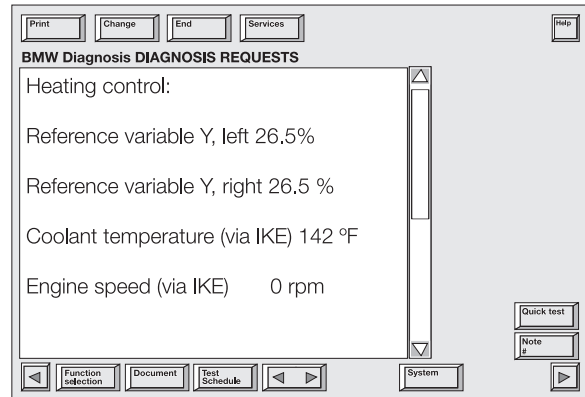 Print Change End Services Help
BMW Diagnosis DIAGNOSIS REQUESTS
Heating control:
Reference variable Y, left 26.5%
Reference variable Y, right 26.5 %
Coolant temperature (via IKE) 142 ºF
Engine speed (via IKE) 0 rpm
Quick test
Note
#
Function
selection
Document
Test
Schedule
System